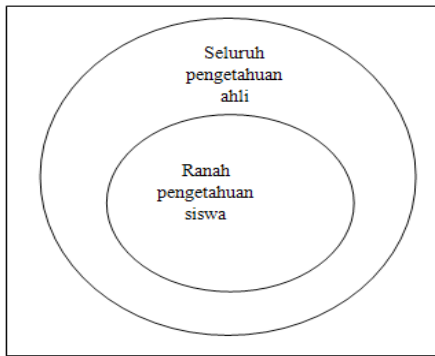 Seluruh
pengetahuan
ahli
Ranah
pengetahuan
siswa